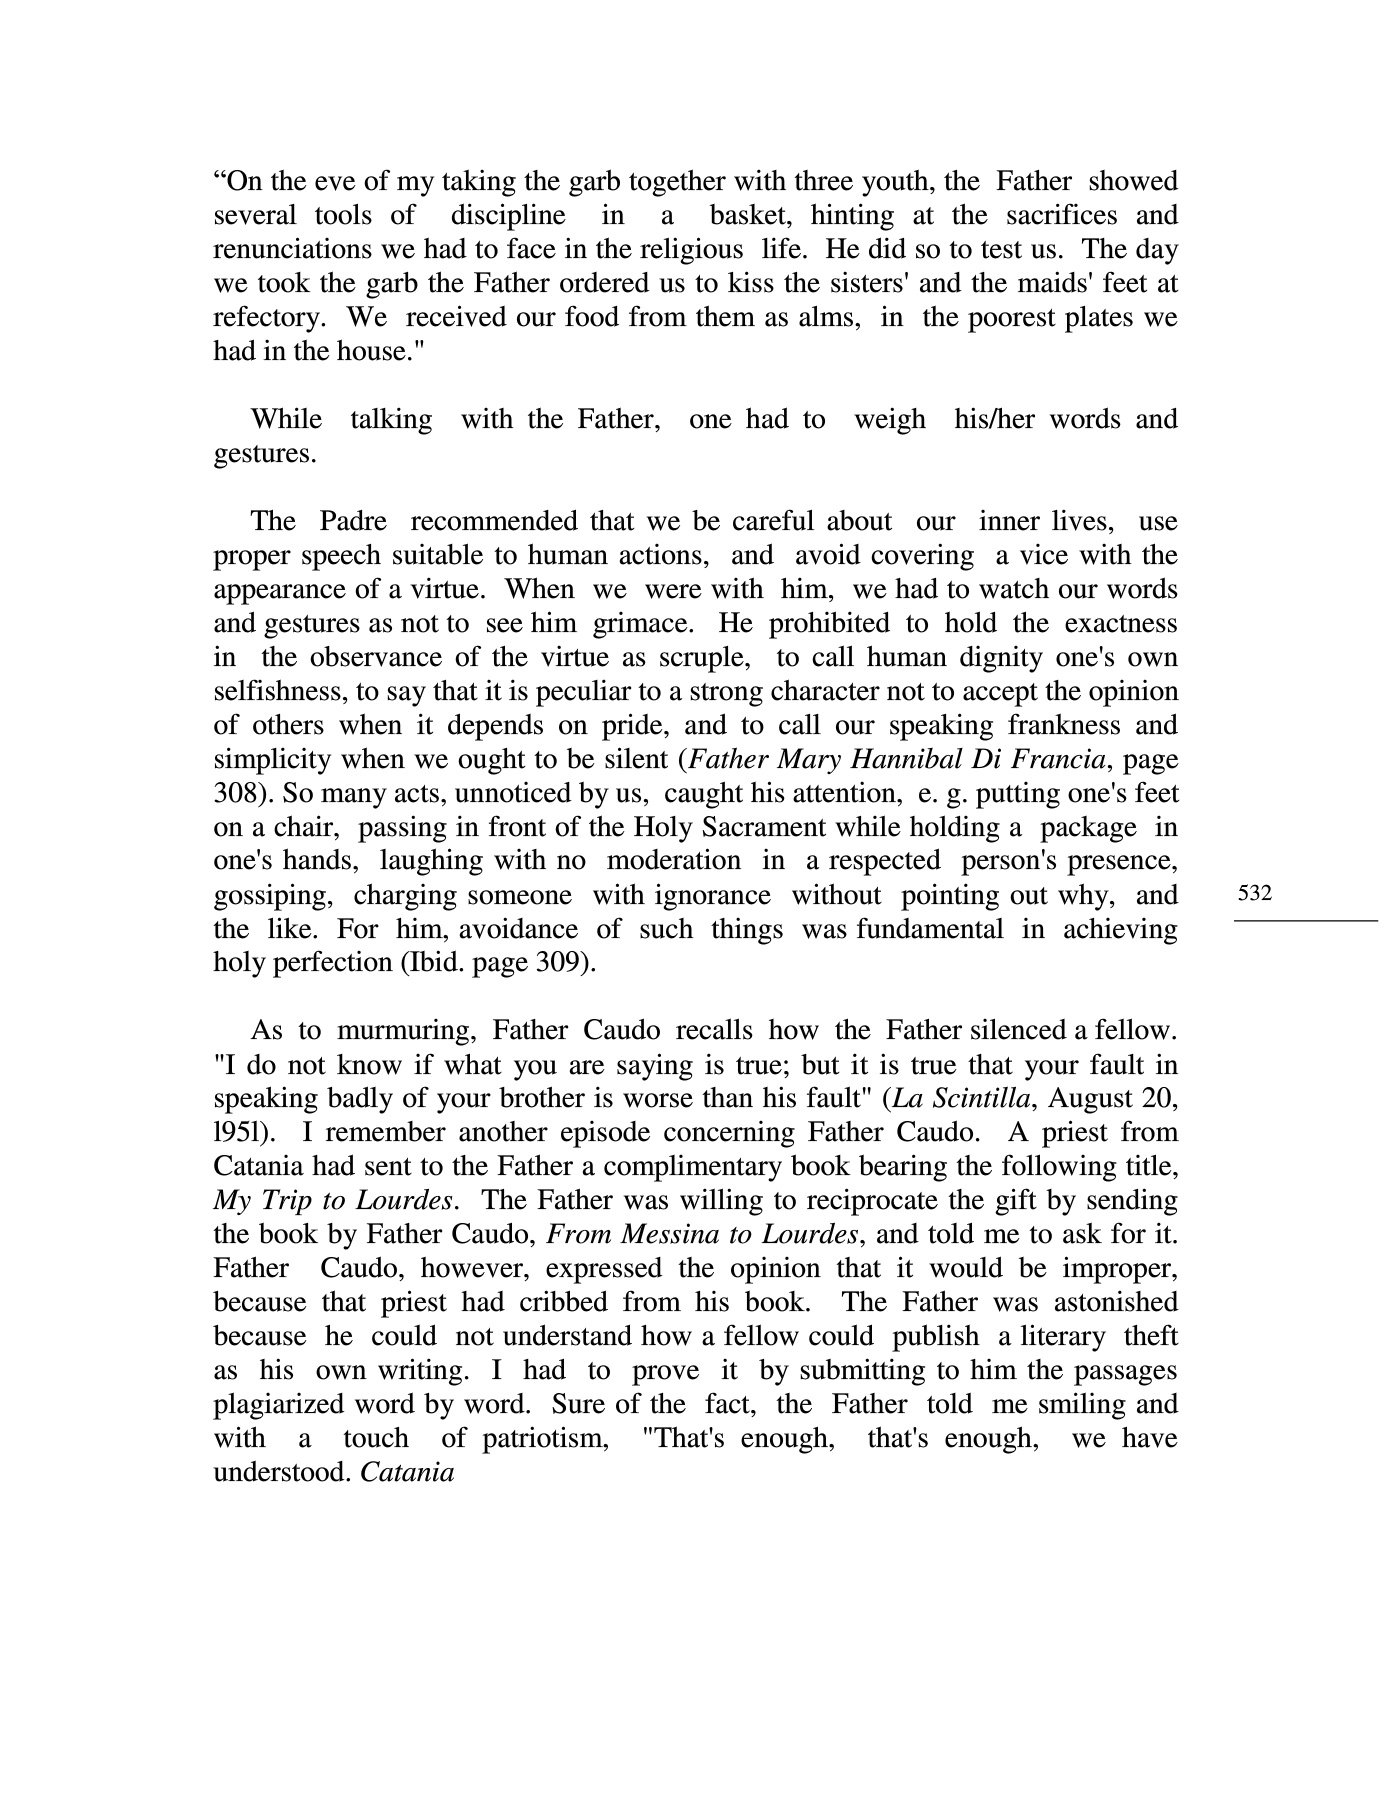 “On the eve of my taking the garb together with three youth, the Father showed
several tools of discipline in a basket, hinting at the sacrifices and
renunciations we had to face in the religious life. He did so to test us. The day
we took the garb the Father ordered us to kiss the sisters' and the maids' feet at
refectory. We received our food from them as alms, in the poorest plates we
had in the house."
While talking with the Father, one had to weigh his/her words and
gestures.
The Padre recommended that we be careful about our inner lives, use
proper speech suitable to human actions, and avoid covering a vice with the
appearance of a virtue. When we were with him, we had to watch our words
and gestures as not to see him grimace. He prohibited to hold the exactness
in the observance of the virtue as scruple, to call human dignity one's own
selfishness, to say that it is peculiar to a strong character not to accept the opinion
of others when it depends on pride, and to call our speaking frankness and
simplicity when we ought to be silent (Father Mary Hannibal Di Francia, page
308). So many acts, unnoticed by us, caught his attention, e. g. putting one's feet
on a chair, passing in front of the Holy Sacrament while holding a package in
one's hands, laughing with no moderation in a respected person's presence,
gossiping, charging someone with ignorance without pointing out why, and
the like. For him, avoidance of such things was fundamental in achieving
holy perfection (Ibid. page 309).
532
As to murmuring, Father Caudo recalls how the Father silenced a fellow.
"I do not know if what you are saying is true; but it is true that your fault in
speaking badly of your brother is worse than his fault" (La Scintilla, August 20,
l95l). I remember another episode concerning Father Caudo. A priest from
Catania had sent to the Father a complimentary book bearing the following title,
My Trip to Lourdes. The Father was willing to reciprocate the gift by sending
the book by Father Caudo, From Messina to Lourdes, and told me to ask for it.
Father Caudo, however, expressed the opinion that it would be improper,
because that priest had cribbed from his book. The Father was astonished
because he could not understand how a fellow could publish a literary theft
as his own writing. I had to prove it by submitting to him the passages
plagiarized word by word. Sure of the fact, the Father told me smiling and
with a touch of patriotism, "That's enough, that's enough, we have
understood. Catania